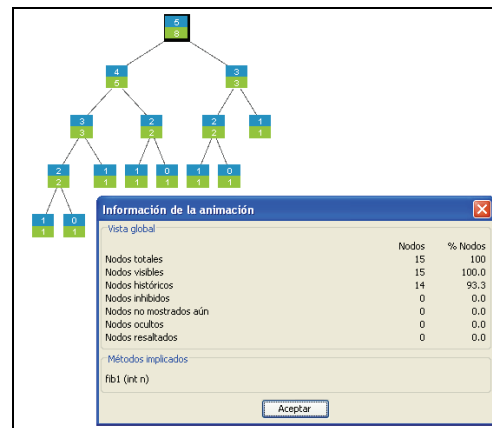 5
8
4 3
5 3
3 2 2 1
3 2 2 1
2 1 1 0 1 0
2 1 1 1 1 1
1 0
1 1
Información de la animación
Vista global
Nodos % Nodos
Nodos totales 15 100
Nodos visibles 15 100.0
Nodos históricos 14 93.3
Nodos inhibidos 0 0.0
Nodos no mostrados aún 0 0.0
Nodos ocultos 0 0.0
Nodos resaltados 0 0.0
Métodos implicados
fib1 (int n)
Aceptar